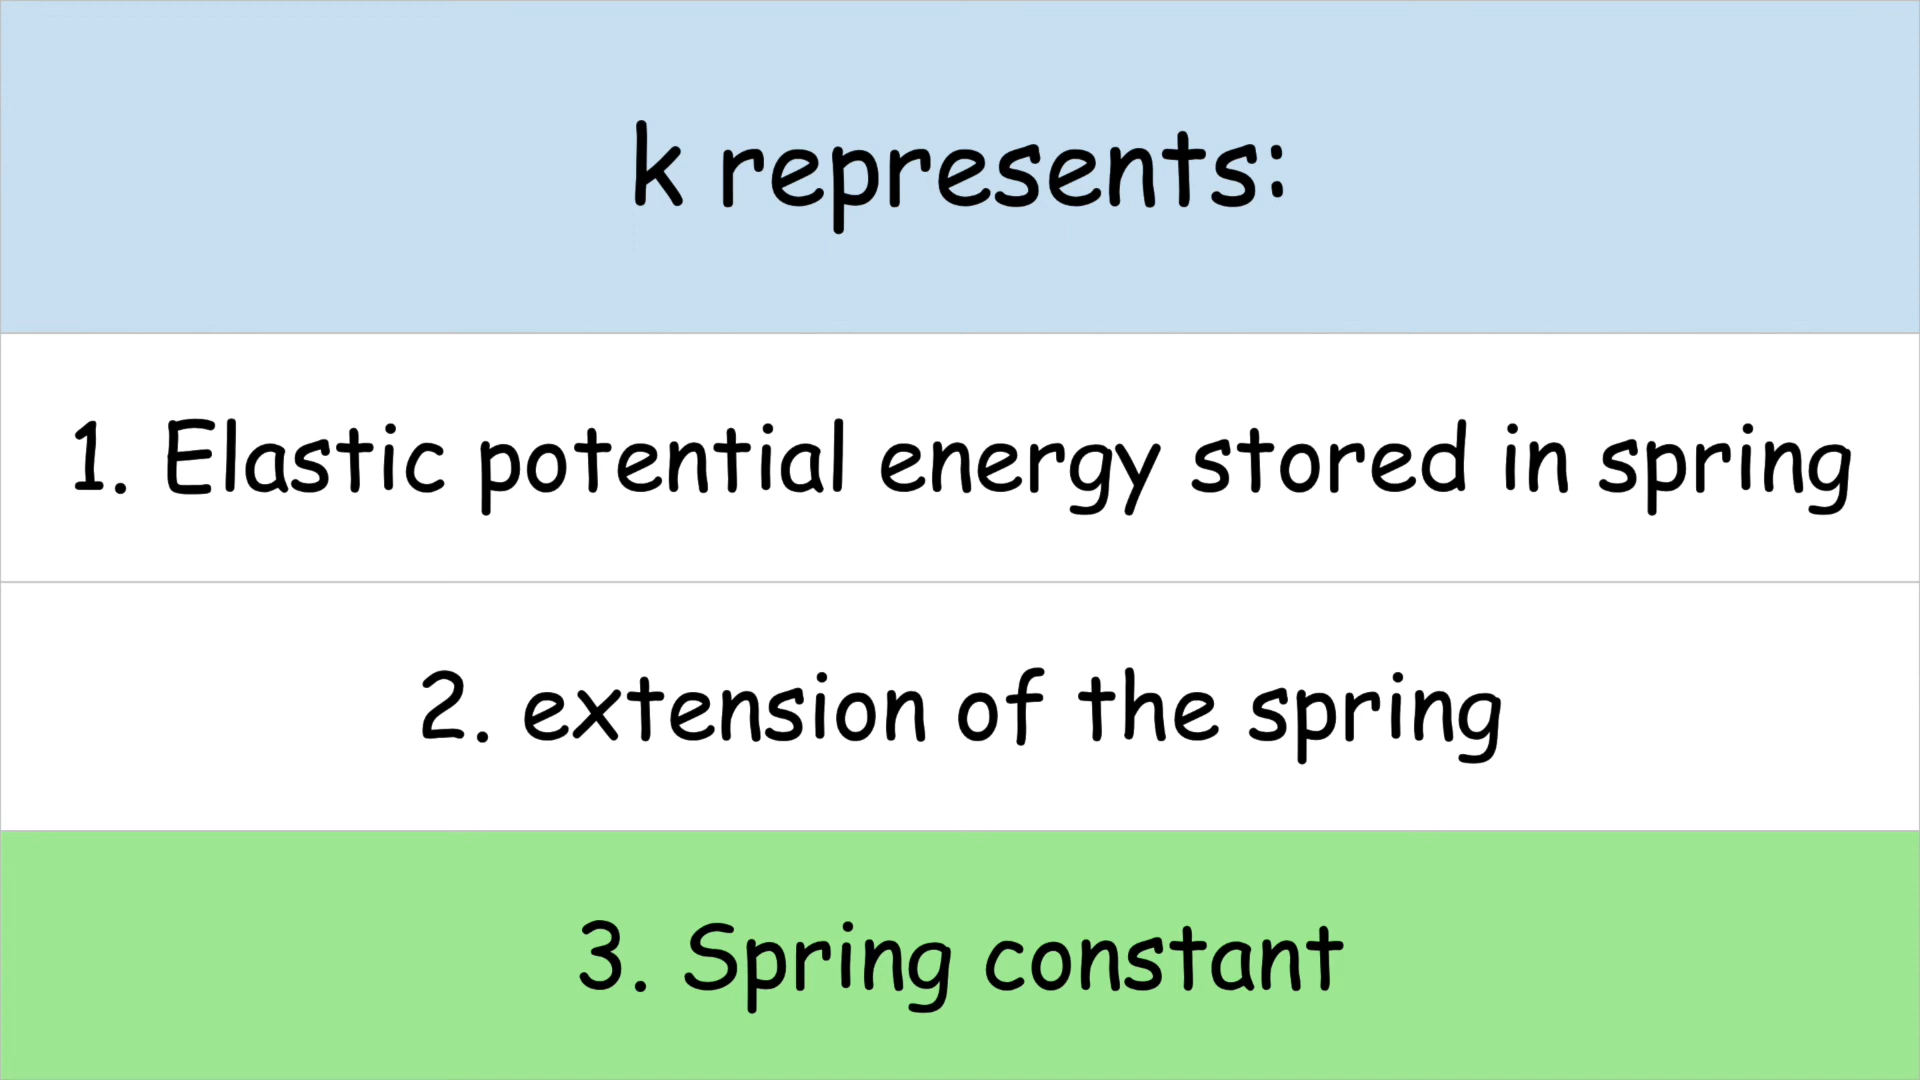 k represents:
1. Elastic potential energy stored in spring
2. extension of the spring
3. Spring constant